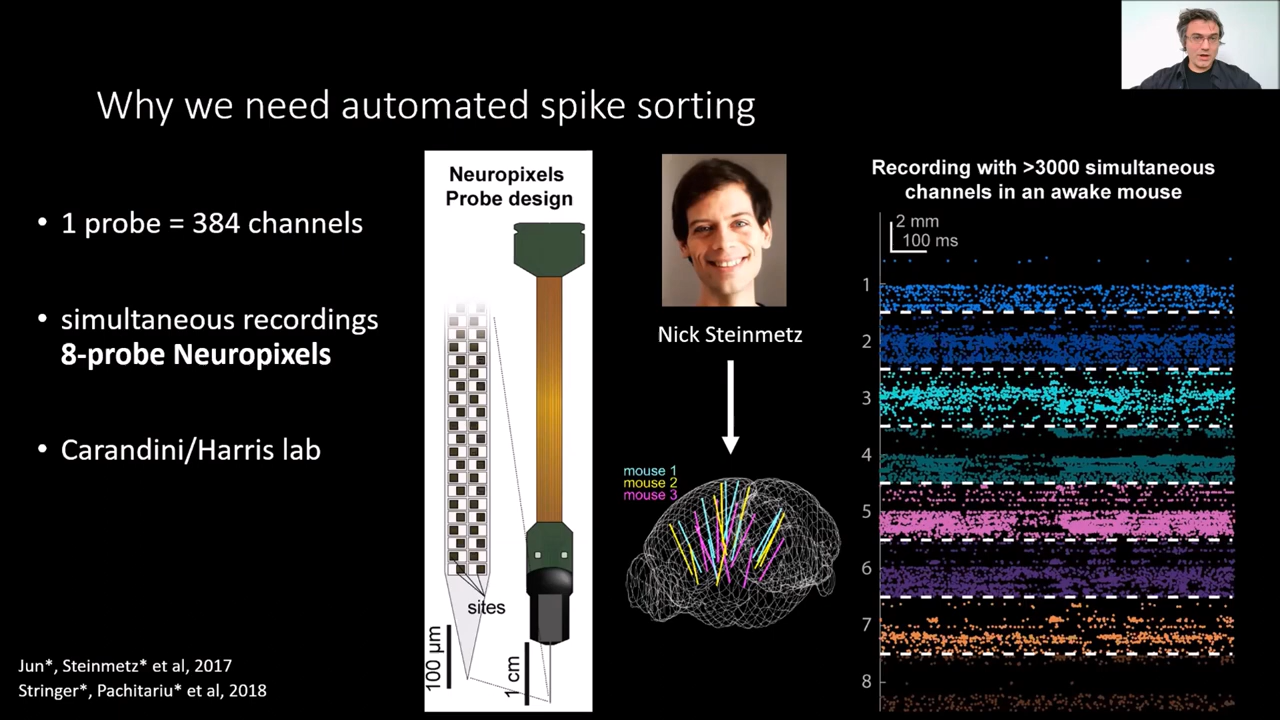 Why we need automated spike sorting
• 1 probe = 384 channels
• simultaneous recordings
8-probe Neuropixels
• Carandini/Harris lab
Jun*, Steinmetz* et al, 2017
Stringer*, Pachitariu* et al, 2018
Neuropixels
Probe design
sites
100 µm
1 cm
Nick Steinmetz
mouse 1
mouse 2
mouse 3
Recording with >3000 simultaneous
channels in an awake mouse
2 mm
100 ms
1
2
3
4
5
6
7
8